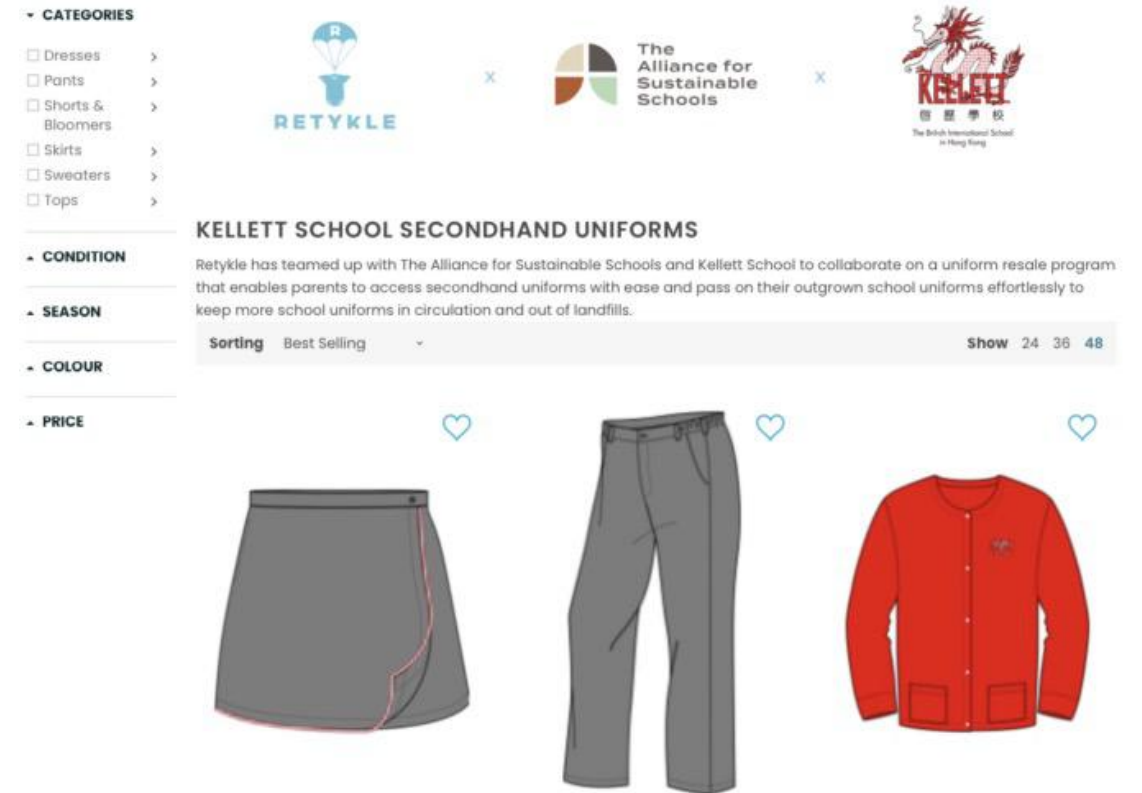 CATEGORIES
Dresses
Pants
Shorts &
Bloomers
Skirts
Sweaters
Tops
CONDITION
SEASON
COLOUR
PRICE
RETYKLE
x
The
Alliance for
Sustainable
Schools
x
KELLETT
啓歷學校
The British International School
in Hong Kong
KELLETT SCHOOL SECONDHAND UNIFORMS
Retykle has teamed up with The Alliance for Sustainable Schools and Kellett School to collaborate on a uniform resale program
that enables parents to access secondhand uniforms with ease and pass on their outgrown school uniforms effortlessly to
keep more school uniforms in circulation and out of landfills.
Sorting Best Selling
Show 24 36 48